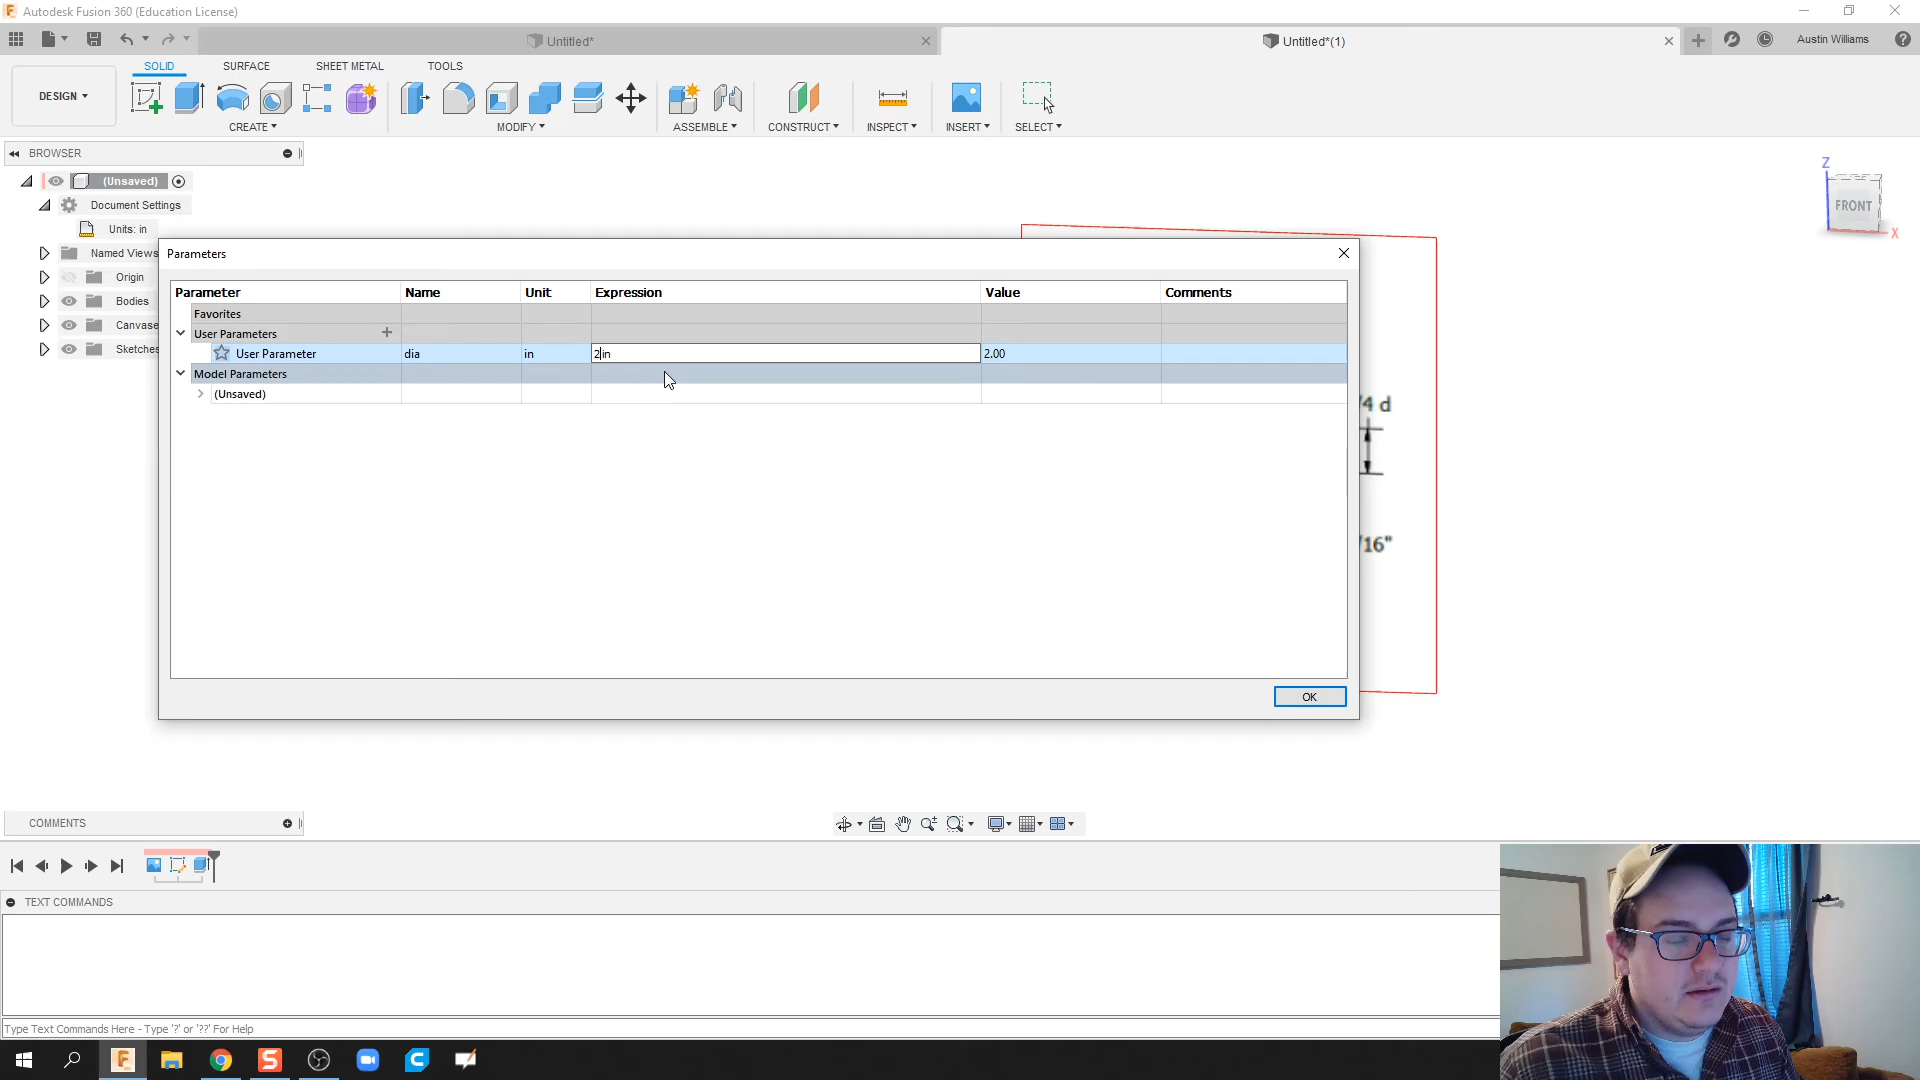 Autodesk Fusion 360 (Education License)
Untitled*
Untitled*(1)
Austin Williams
SOLID SURFACE SHEET METAL TOOLS
DESIGN
CREATE MODIFY ASSEMBLE CONSTRUCT INSPECT INSERT SELECT
BROWSER
(Unsaved)
Document Settings
Units: in
Named Views
Origin
Bodies
Canvase
Sketches
Z
FRONT
X
Parameters
Parameter Name Unit Expression Value Comments
Favorites
User Parameters
User Parameter dia in 2in 2.00
Model Parameters
(Unsaved)
/4 d
/16"
OK
COMMENTS
TEXT COMMANDS
Type Text Commands Here - Type '?' or '??' For Help